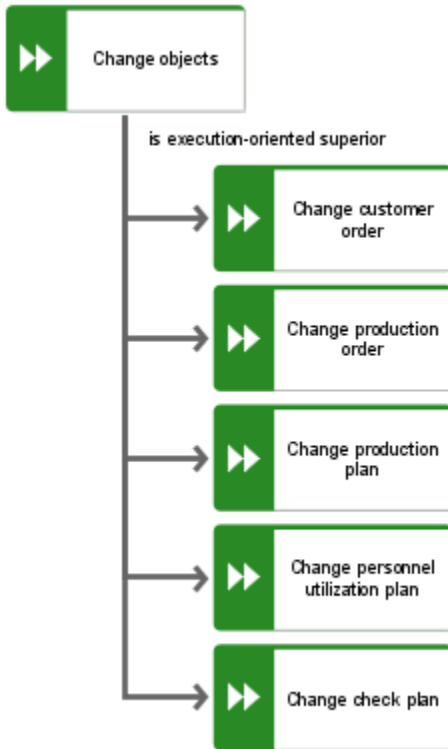 Change objects
is execution-oriented superior
Change customer
order
Change production
order
Change production
plan
Change personnel
utilization plan
Change check plan